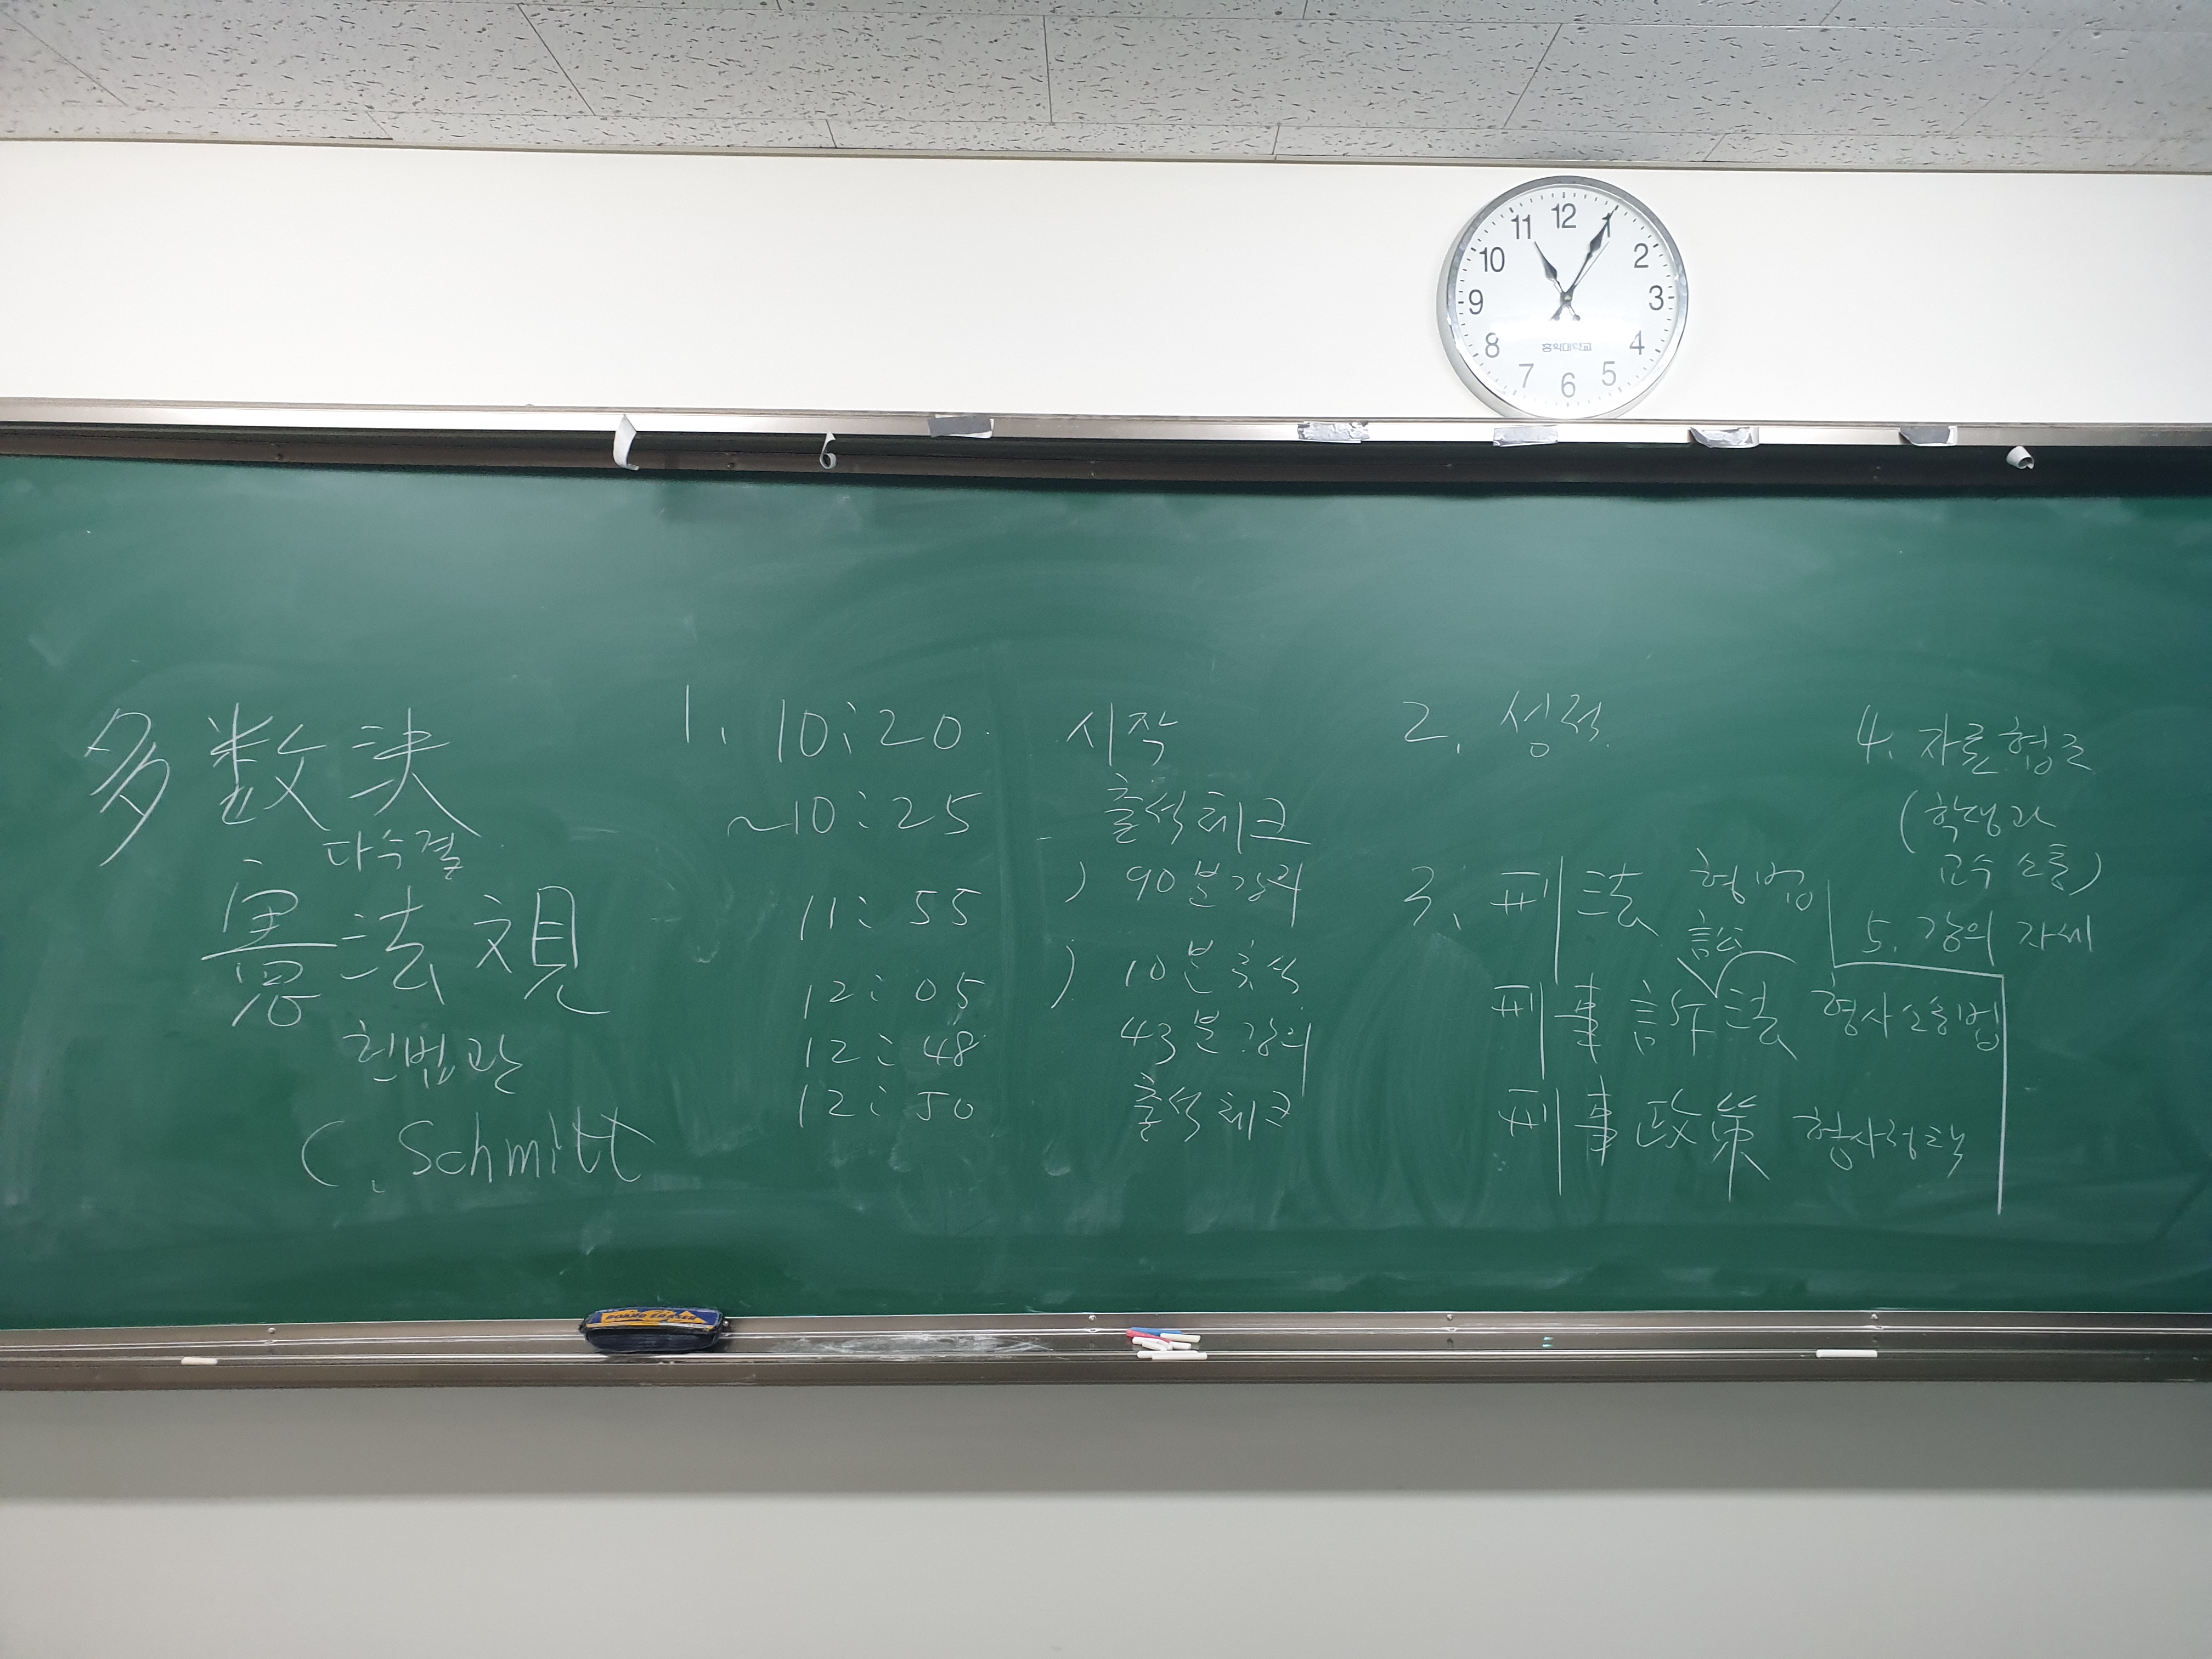 12
11
1
10
2
9
3
8
4
7
5
6
홍익대학교
多数決
다수결
憲法観
헌법관
C. Schmitt
1. 10:20 시작
~10:25 출석체크
) 90분강의
11:55
) 10분휴식
12:05
43분강의
12:48
12:50 출석체크
2. 성적
3. 刑法 형법
訟
刑事訴法 형사소송법
刑事政策 형사정책
4. 자료협조
(학생과
교수 소통)
5. 강의 자세